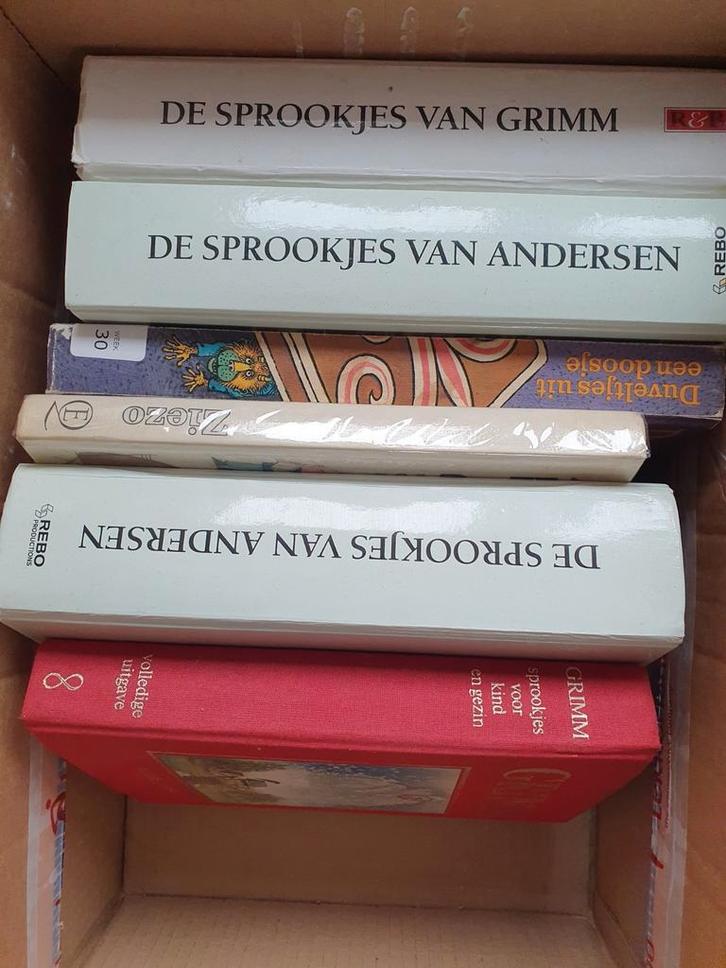 DE SPROOKJES VAN GRIMM
R&P
DE SPROOKJES VAN ANDERSEN
REBO
WEEK
30
Duveltjes uit
een doosje
Ziezo
DE SPROOKJES VAN ANDERSEN
REBO
PRODUCTIONS
GRIMM
sprookjes
voor
kind
en gezin
volledige
uitgave
8